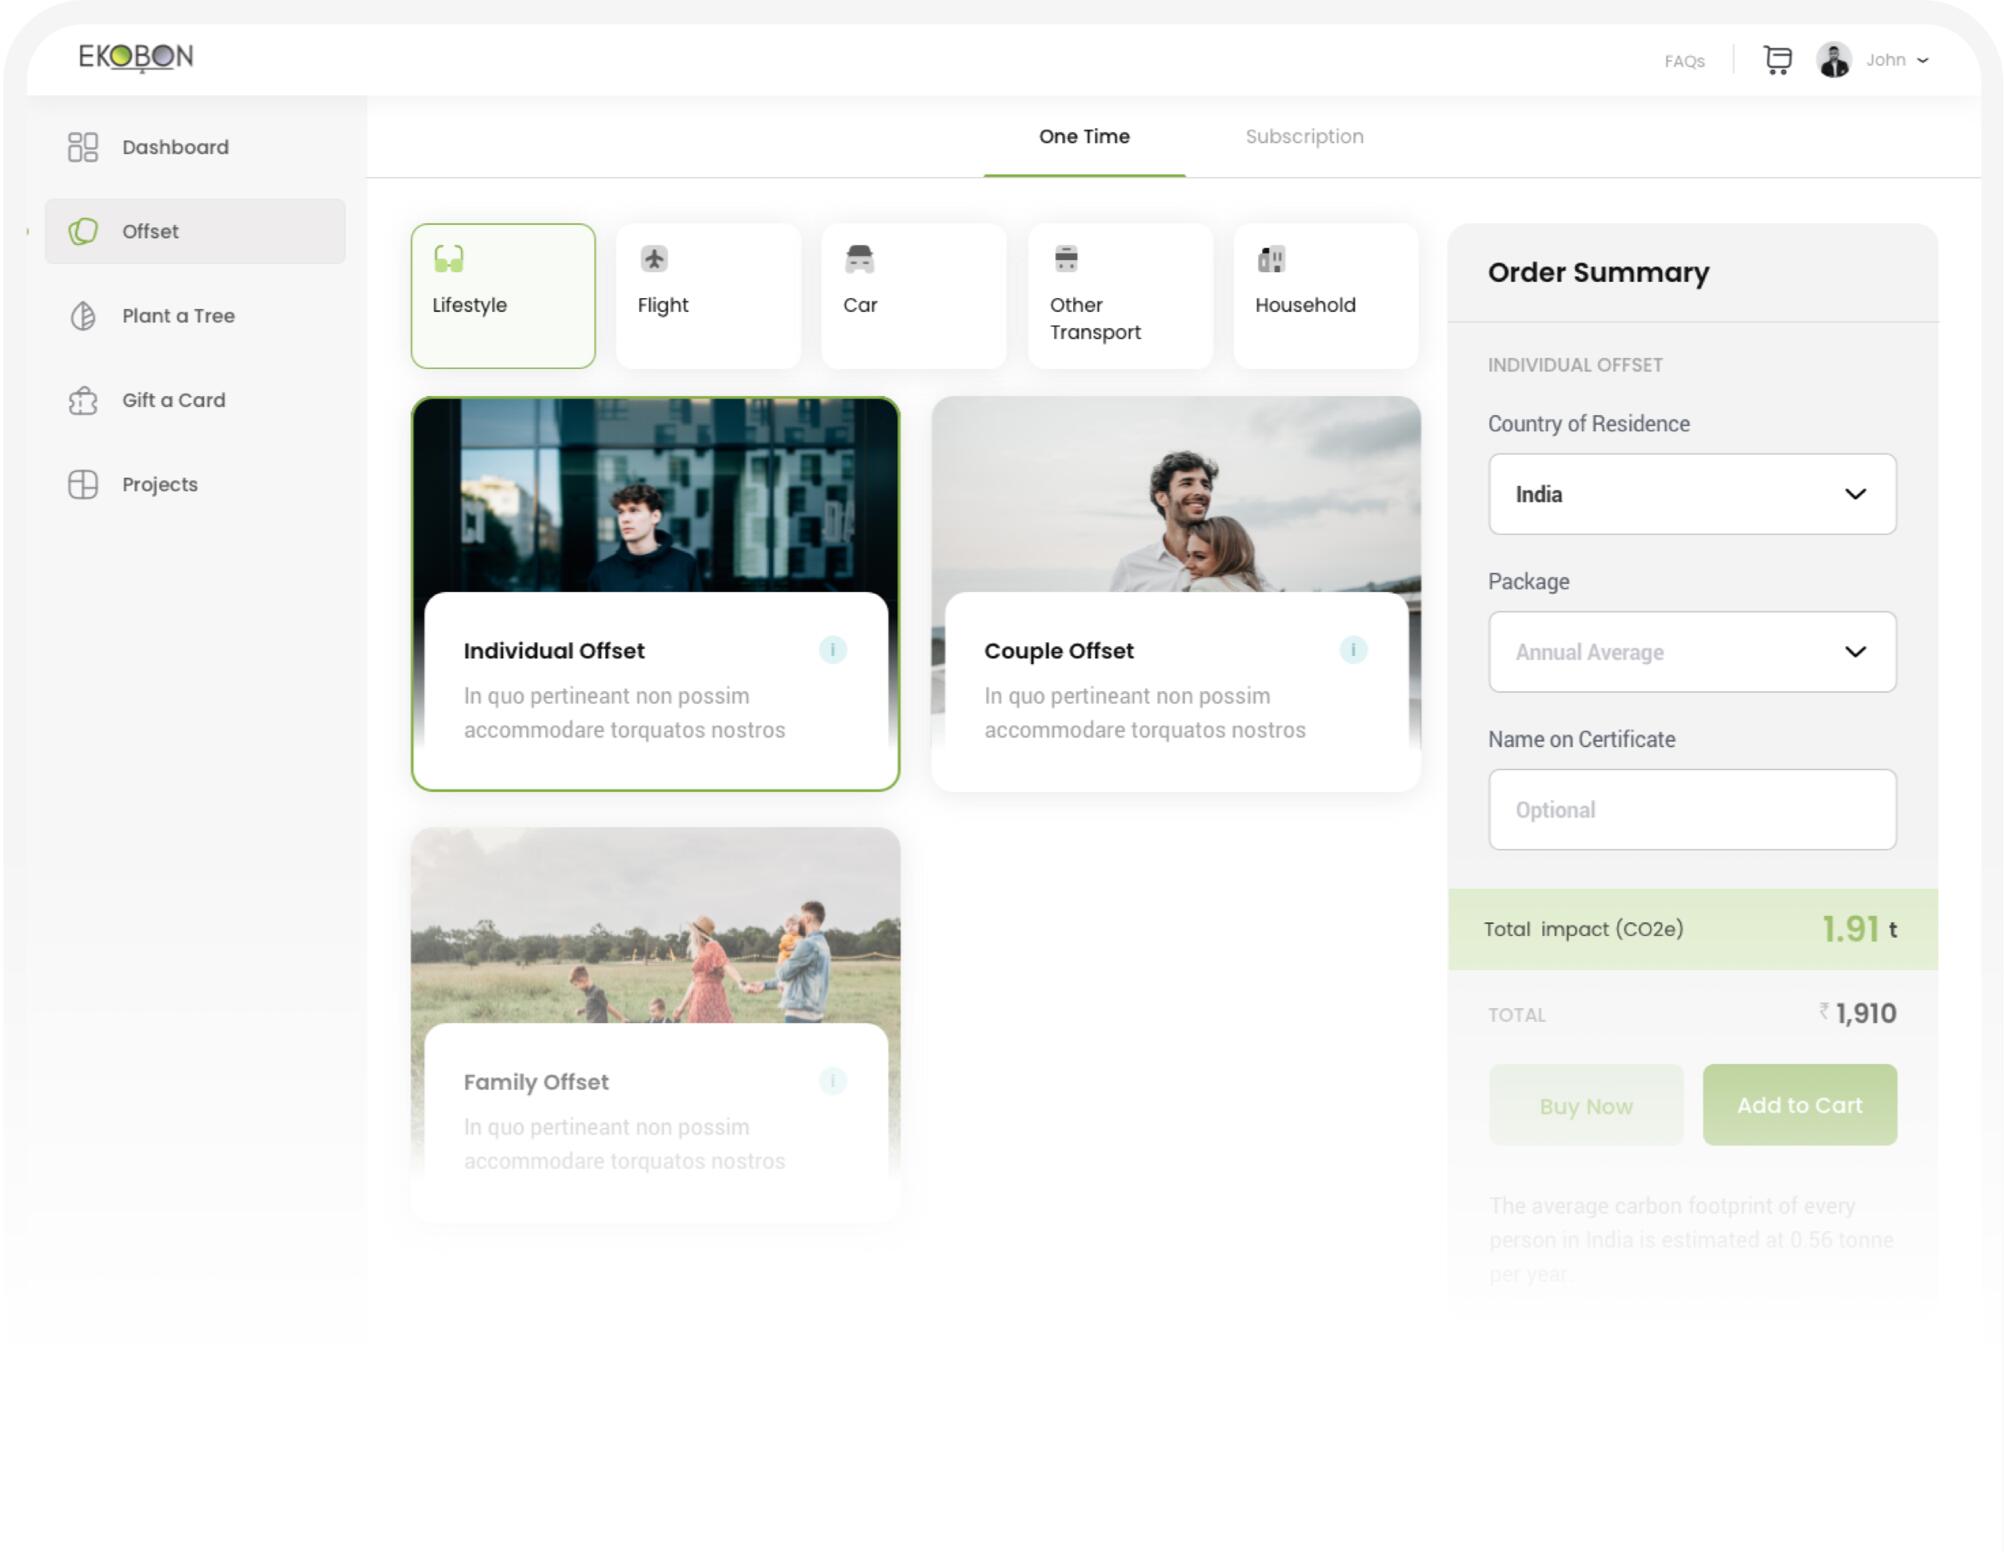 EKOBON
FAQs
John
Dashboard
Offset
Plant a Tree
Gift a Card
Projects
One Time
Subscription
Lifestyle
Flight
Car
Other
Transport
Household
Individual Offset
i
In quo pertineant non possim
accommodare torquatos nostros
Couple Offset
i
In quo pertineant non possim
accommodare torquatos nostros
Family Offset
i
In quo pertineant non possim
accommodare torquatos nostros
Order Summary
INDIVIDUAL OFFSET
Country of Residence
India
Package
Annual Average
Name on Certificate
Optional
Total impact (CO2e) 1.91 t
TOTAL ₹ 1,910
Buy Now
Add to Cart
The average carbon footprint of every
person in India is estimated at 0.56 tonne
per year.